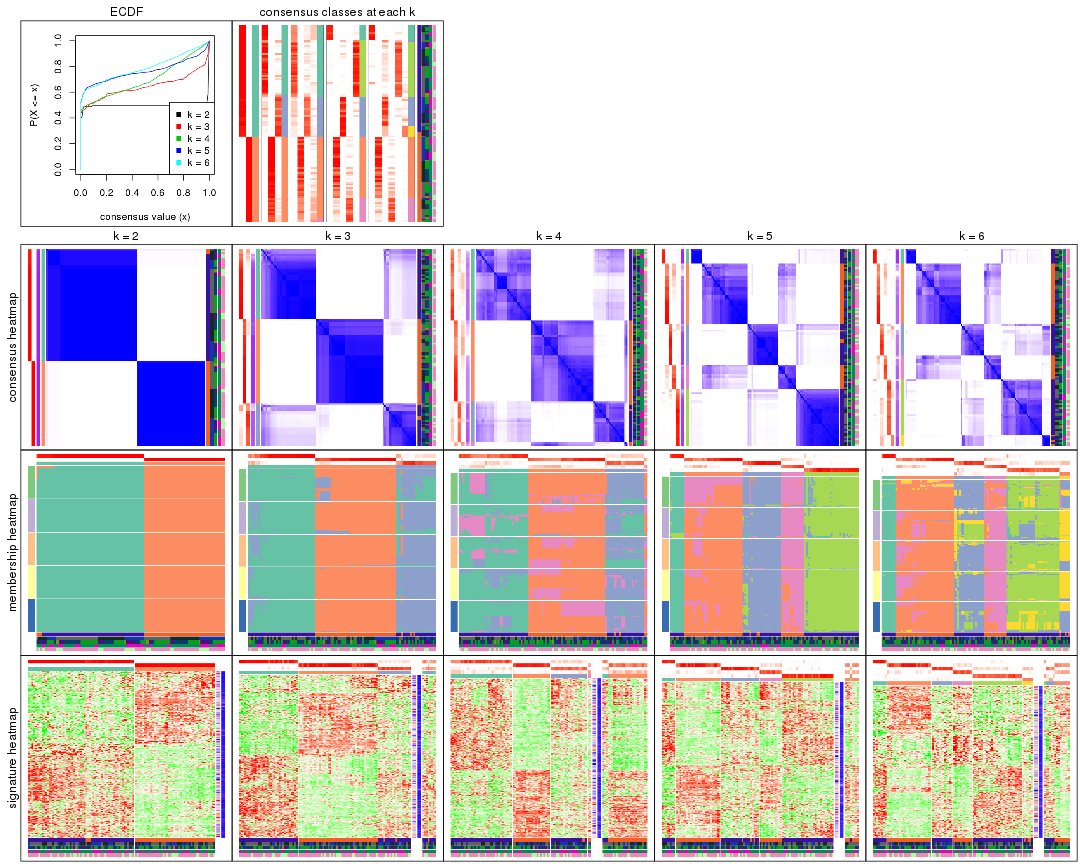 ECDF
consensus classes at each k
P(X <= x)
0.0 0.2 0.4 0.6 0.8 1.0
k = 2
k = 3
k = 4
k = 5
k = 6
0.0 0.2 0.4 0.6 0.8 1.0
consensus value (x)
k = 2
k = 3
k = 4
k = 5
k = 6
consensus heatmap
membership heatmap
signature heatmap